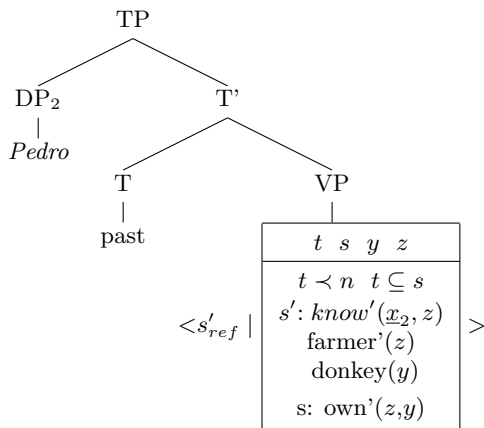 TP
DP₂ T'
Pedro
T VP
past
t s y z
t ≺ n t ⊆ s
<s'ref | s': know'(x₂, z) >
farmer'(z)
donkey(y)
s: own'(z,y)